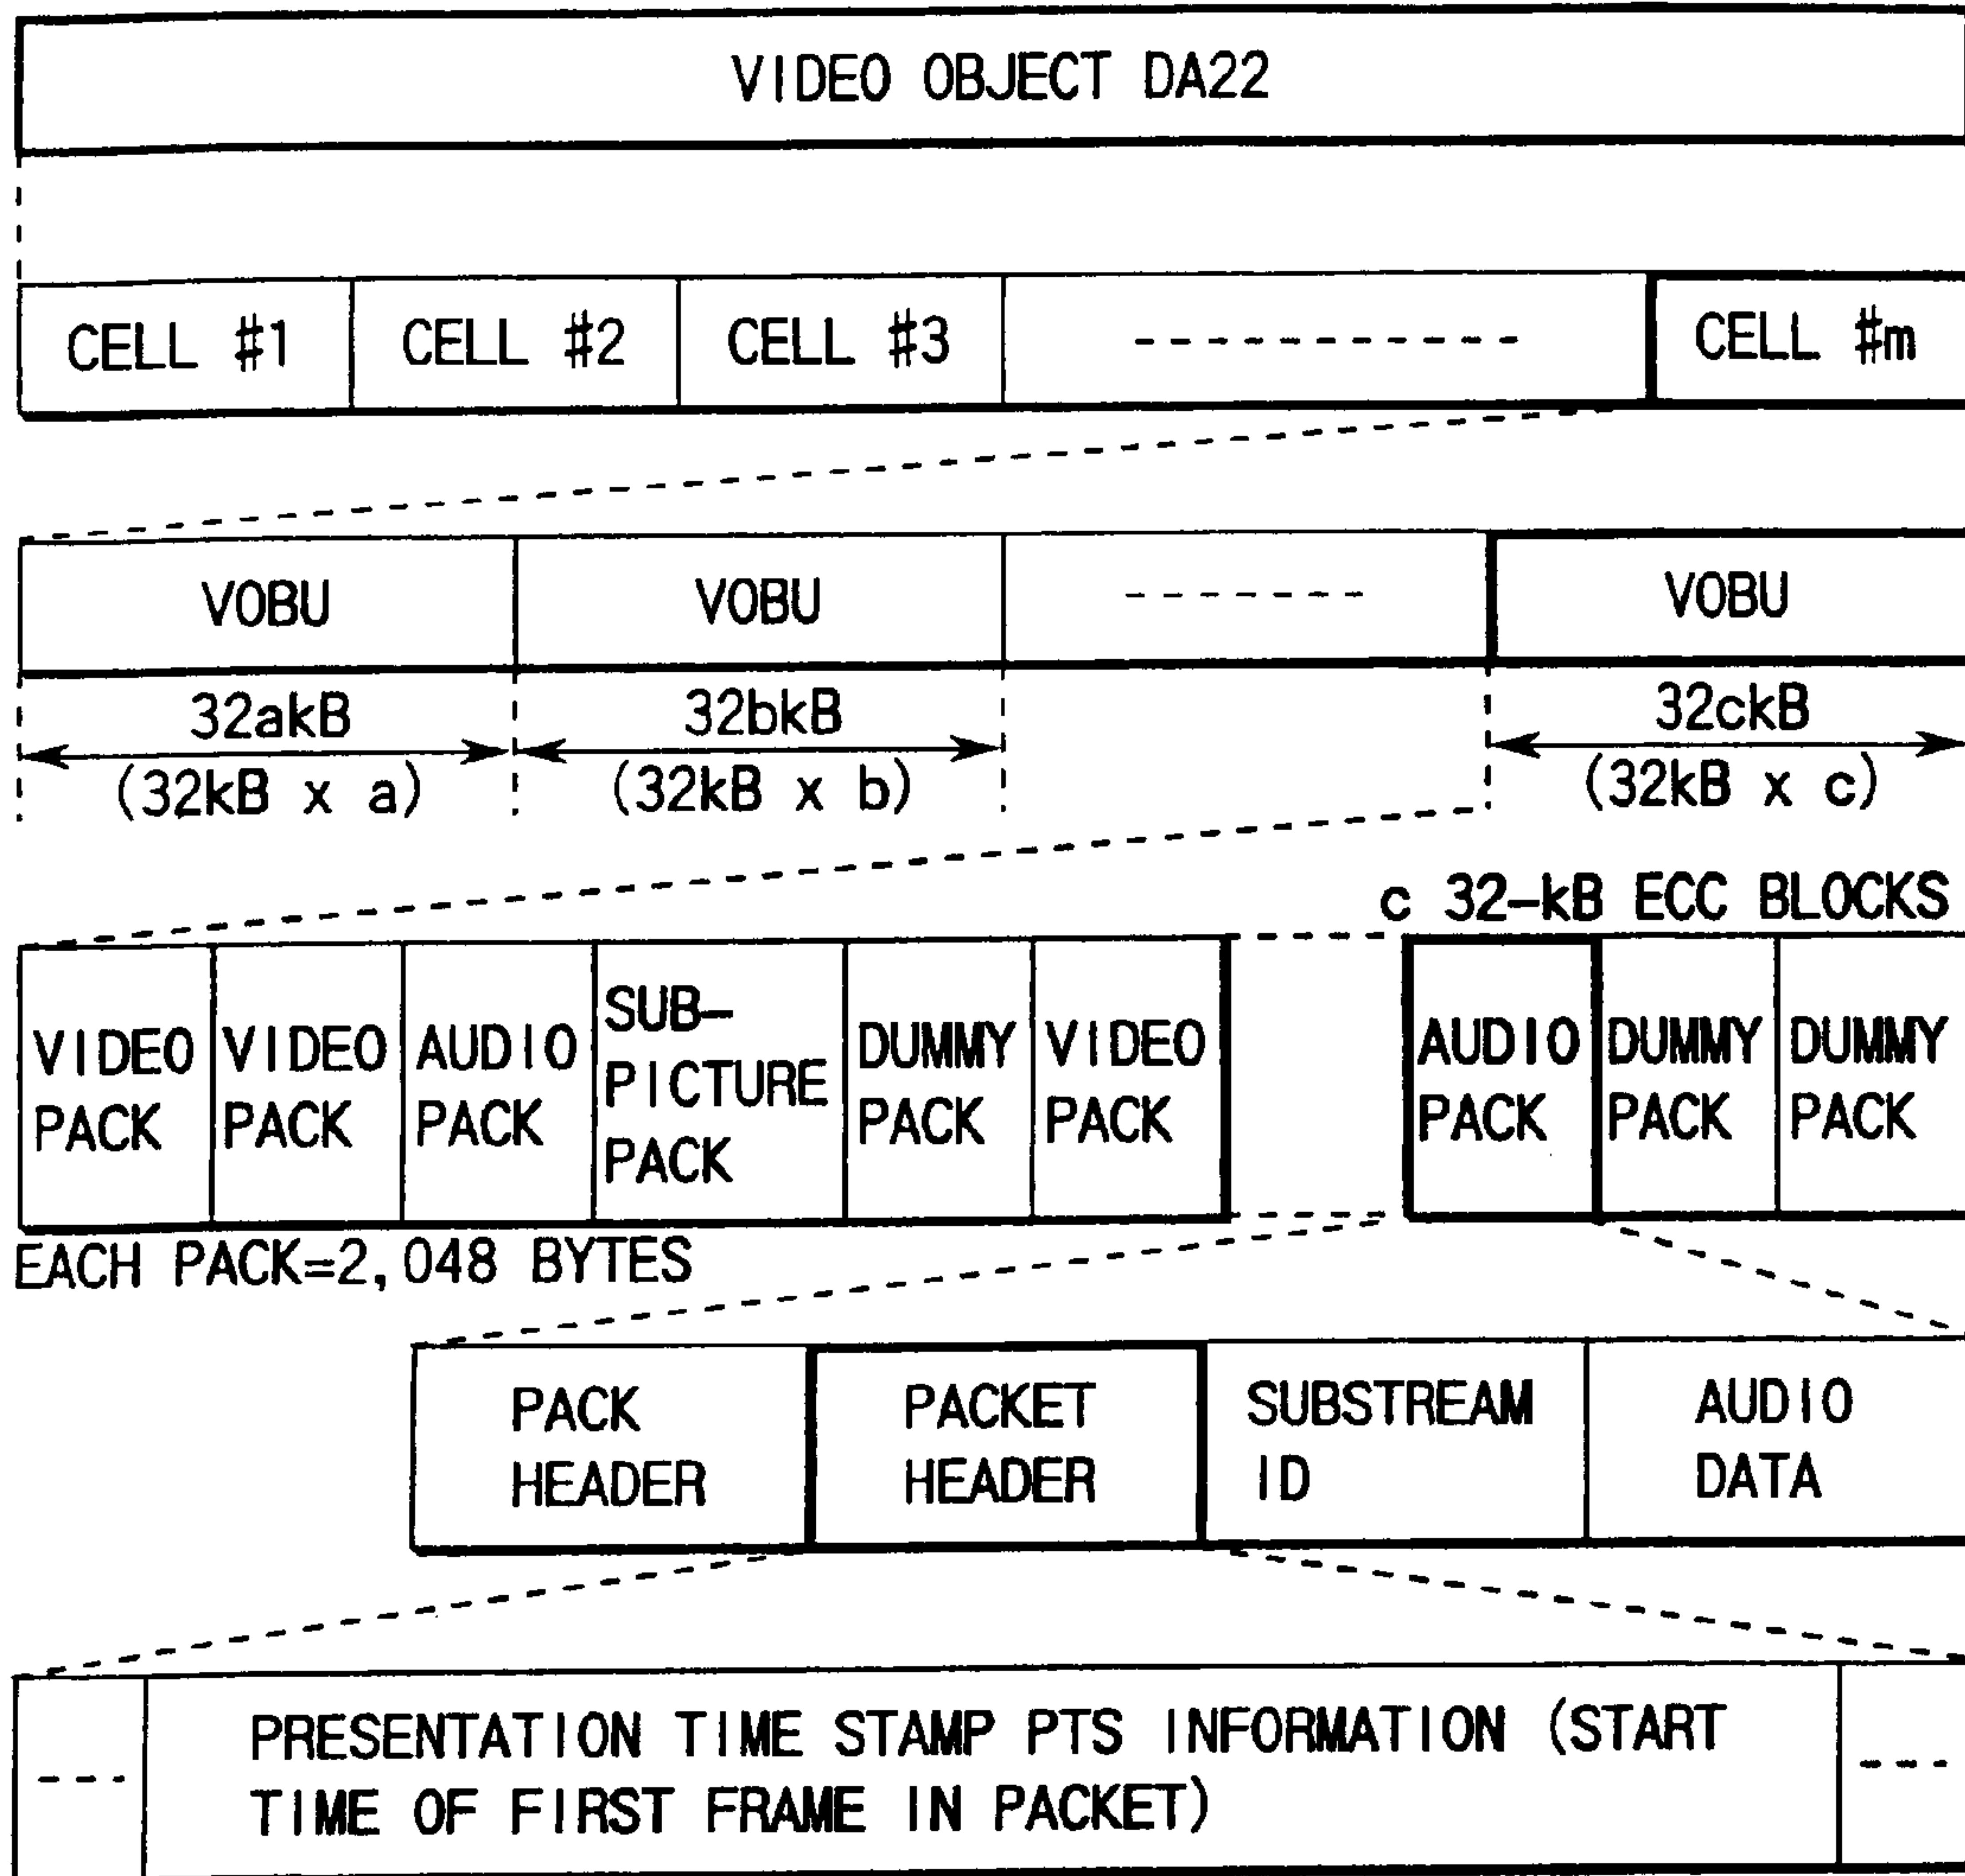 VIDEO OBJECT DA22
CELL #1
CELL #2
CELL #3
CELL #m
VOBU
VOBU
VOBU
32akB
(32kB x a)
32bkB
(32kB x b)
32ckB
(32kB x c)
c 32-kB ECC BLOCKS
VIDEO
PACK
VIDEO
PACK
AUDIO
PACK
SUB-
PICTURE
PACK
DUMMY
PACK
VIDEO
PACK
AUDIO
PACK
DUMMY
PACK
DUMMY
PACK
EACH PACK=2,048 BYTES
PACK
HEADER
PACKET
HEADER
SUBSTREAM
ID
AUDIO
DATA
PRESENTATION TIME STAMP PTS INFORMATION (START
TIME OF FIRST FRAME IN PACKET)